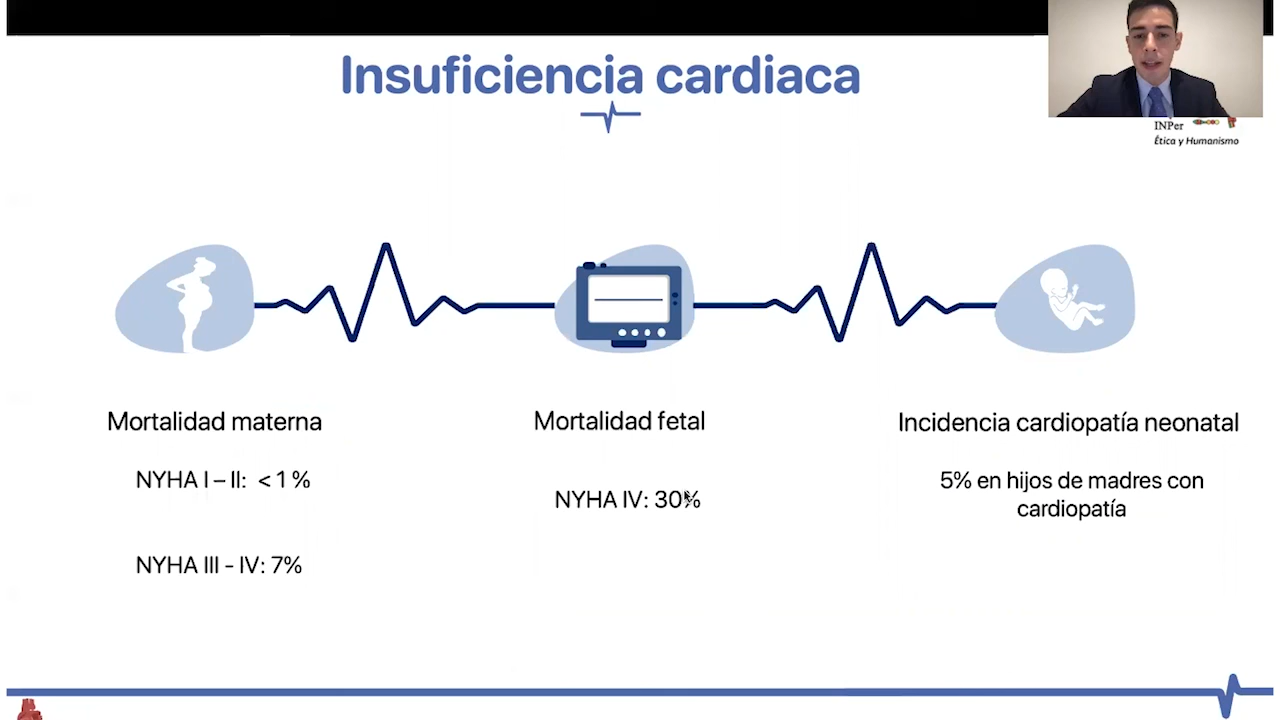 Insuficiencia cardiaca
INPer
Ética y Humanismo
Mortalidad materna
NYHA I – II: < 1 %
NYHA III - IV: 7%
Mortalidad fetal
NYHA IV: 30%
Incidencia cardiopatía neonatal
5% en hijos de madres con
cardiopatía